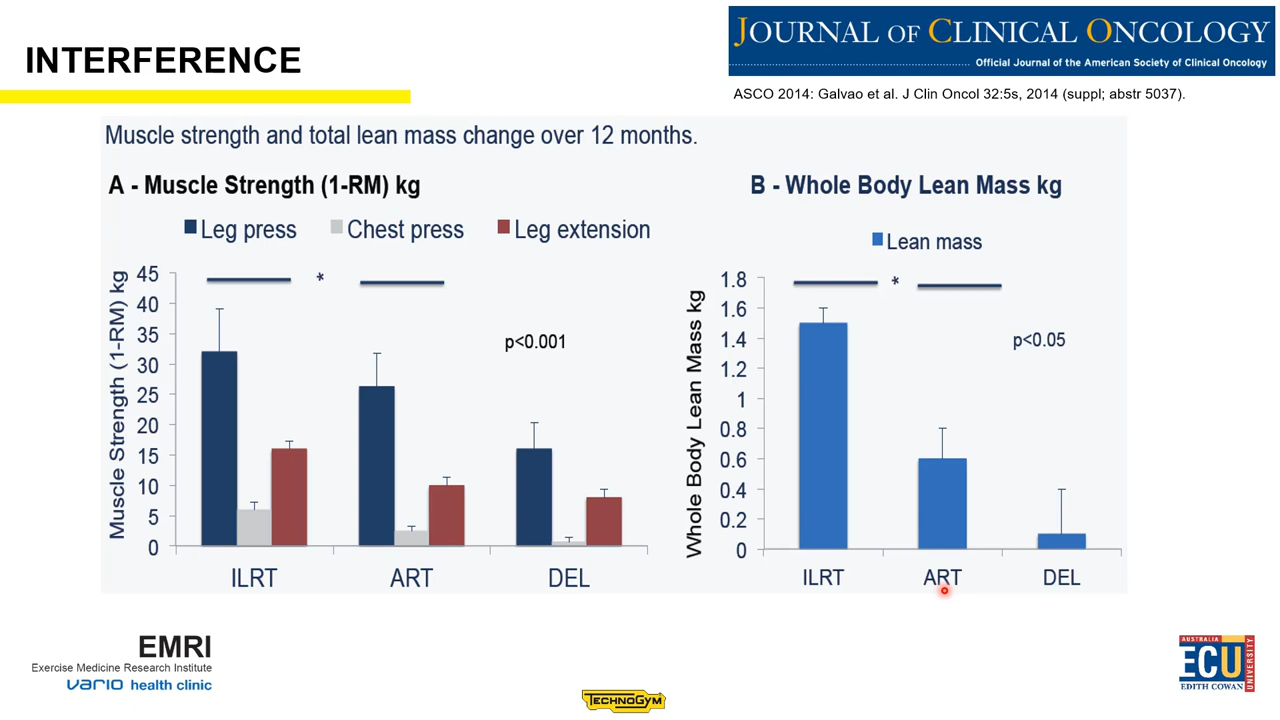 INTERFERENCE
JOURNAL OF CLINICAL ONCOLOGY
Official Journal of the American Society of Clinical Oncology
ASCO 2014: Galvao et al. J Clin Oncol 32:5s, 2014 (suppl; abstr 5037).
Muscle strength and total lean mass change over 12 months.
A - Muscle Strength (1-RM) kg
Leg press
Chest press
Leg extension
Muscle Strength (1-RM) kg
45
40
35
30
25
20
15
10
5
0
*
p<0.001
ILRT
ART
DEL
B - Whole Body Lean Mass kg
Lean mass
Whole Body Lean Mass kg
1.8
1.6
1.4
1.2
1
0.8
0.6
0.4
0.2
0
*
p<0.05
ILRT
ART
DEL
EMRI
Exercise Medicine Research Institute
vario health clinic
TECHNOGYM
AUSTRALIA
ECU
EDITH COWAN
UNIVERSITY